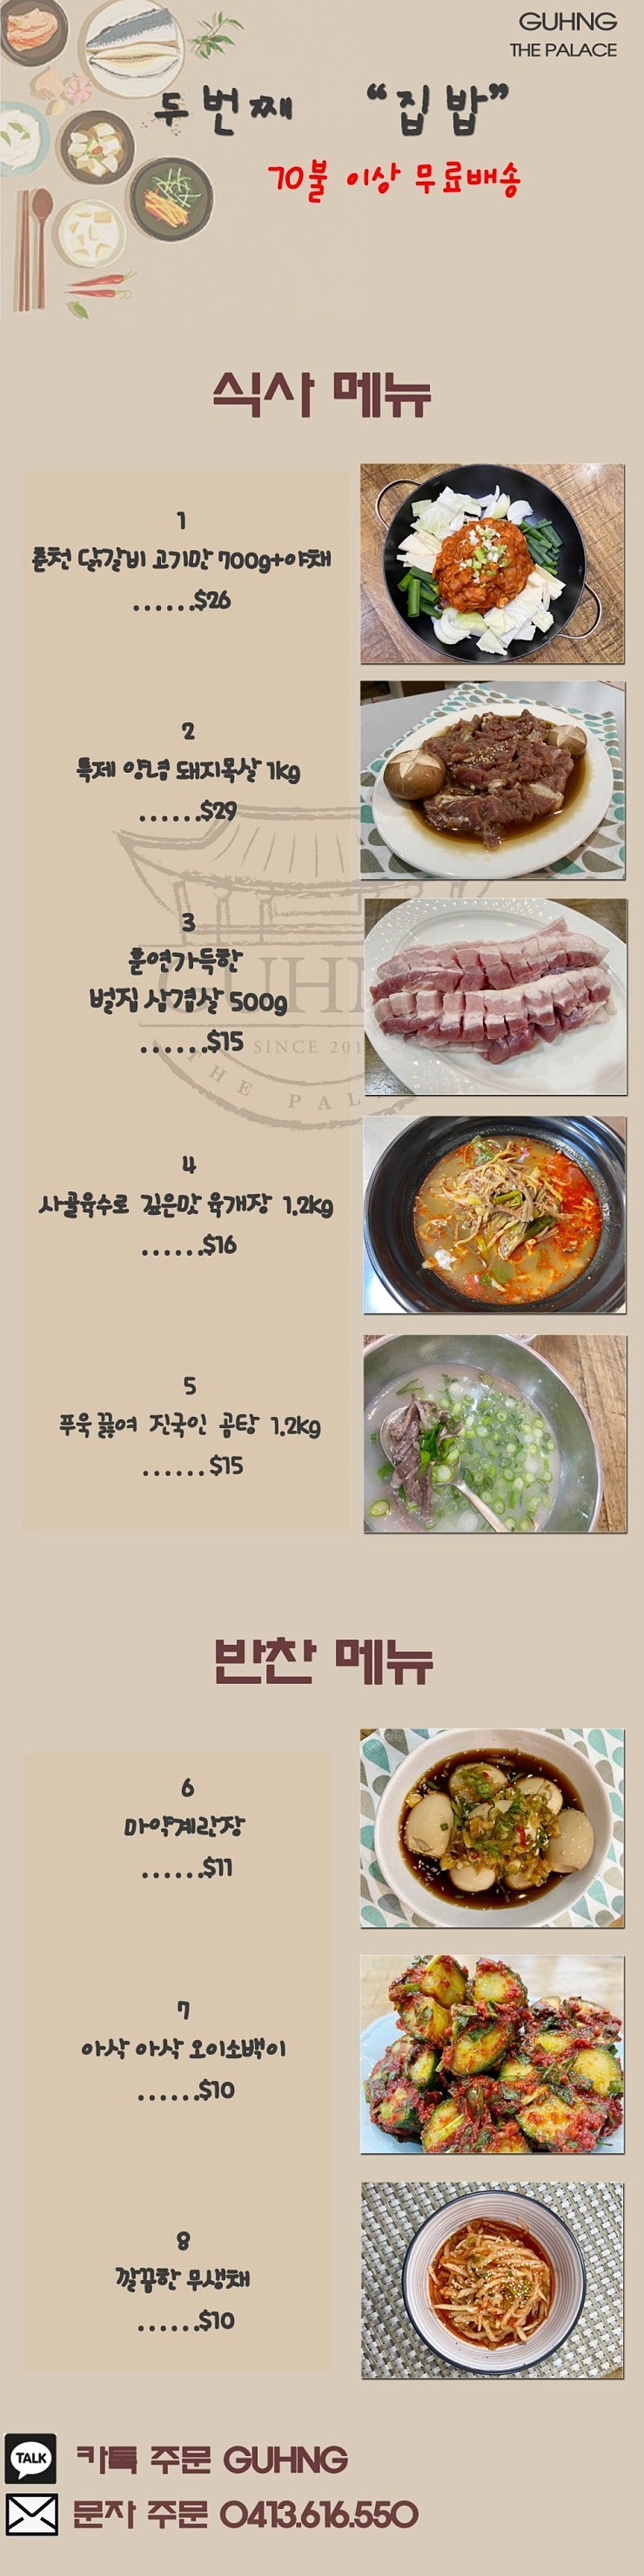 GUHNG
THE PALACE
두번째 “집밥”
70불 이상 무료배송
식사 메뉴
1
춘천 닭갈비 고기만 700g+야채
......$26
2
특제 양념 돼지목살 1kg
......$29
3
훈연가득한
벌집 삼겹살 500g
......$15
GUHN
SINCE 201
THE PAL
4
사골육수로 깊은맛 육개장 1.2kg
......$16
5
푸욱 끓여 진국인 곰탕 1.2kg
......$15
반찬 메뉴
6
마약계란장
......$11
7
아삭 아삭 오이소백이
......$10
8
깔끔한 무생채
......$10
TALK
카톡 주문 GUHNG
문자 주문 0413.616.550